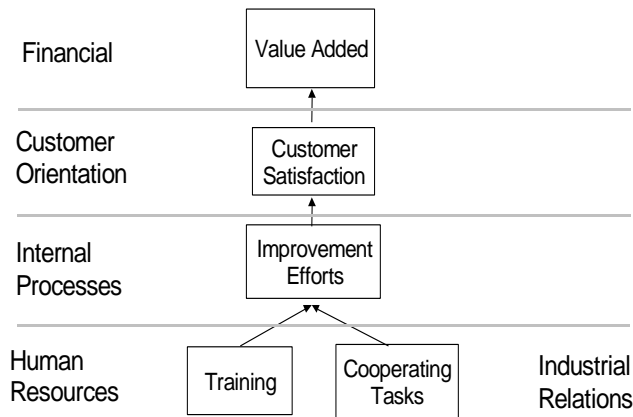 Financial
Value Added
Customer
Orientation
Customer
Satisfaction
Internal
Processes
Improvement
Efforts
Human
Resources
Training
Cooperating
Tasks
Industrial
Relations